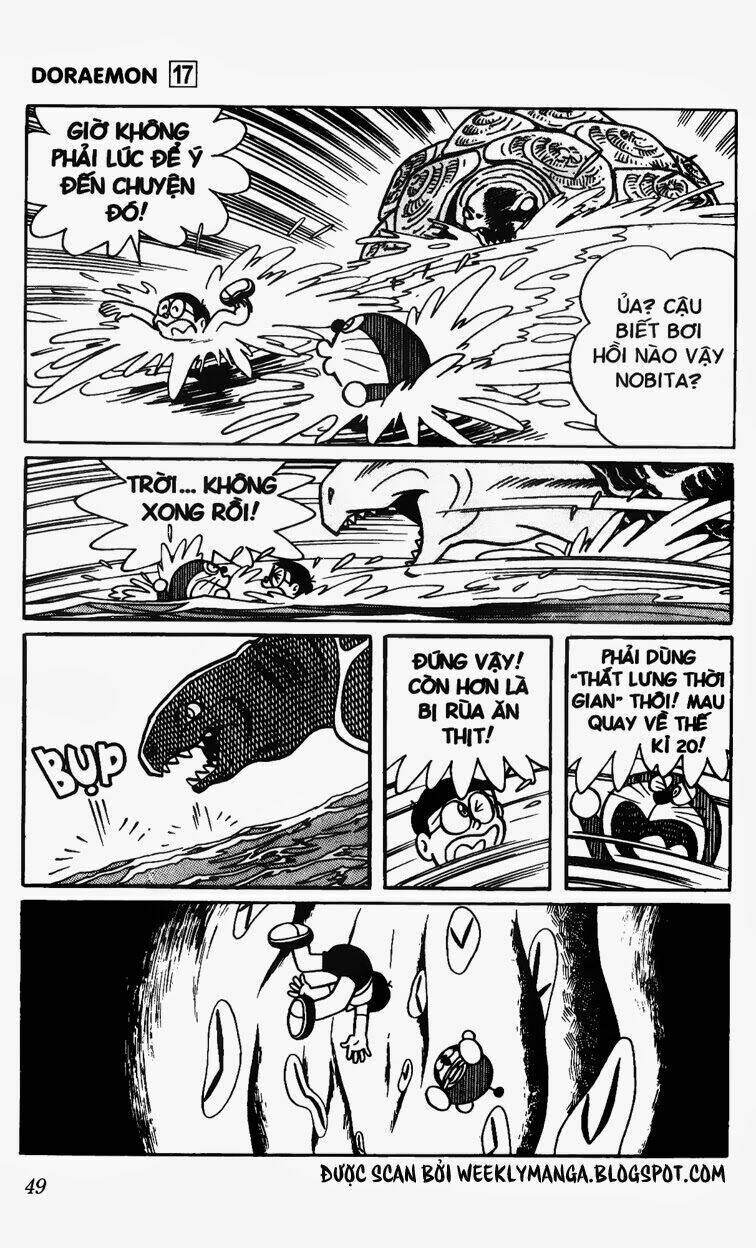 DORAEMON 17
ỦA? CẬU
BIẾT BƠI
HỒI NÀO VẬY
NOBITA?
GIỜ KHÔNG
PHẢI LÚC ĐỂ Ý
ĐẾN CHUYỆN
ĐÓ!
TRỜI... KHÔNG
XONG RỒI!
PHẢI DÙNG
"THẮT LƯNG THỜI
GIAN" THÔI! MAU
QUAY VỀ THẾ
KỈ 20!
ĐÚNG VẬY!
CÒN HƠN LÀ
BỊ RÙA ĂN
THỊT!
BỤP
ĐƯỢC SCAN BỞI WEEKLYMANGA.BLOGSPOT.COM
49